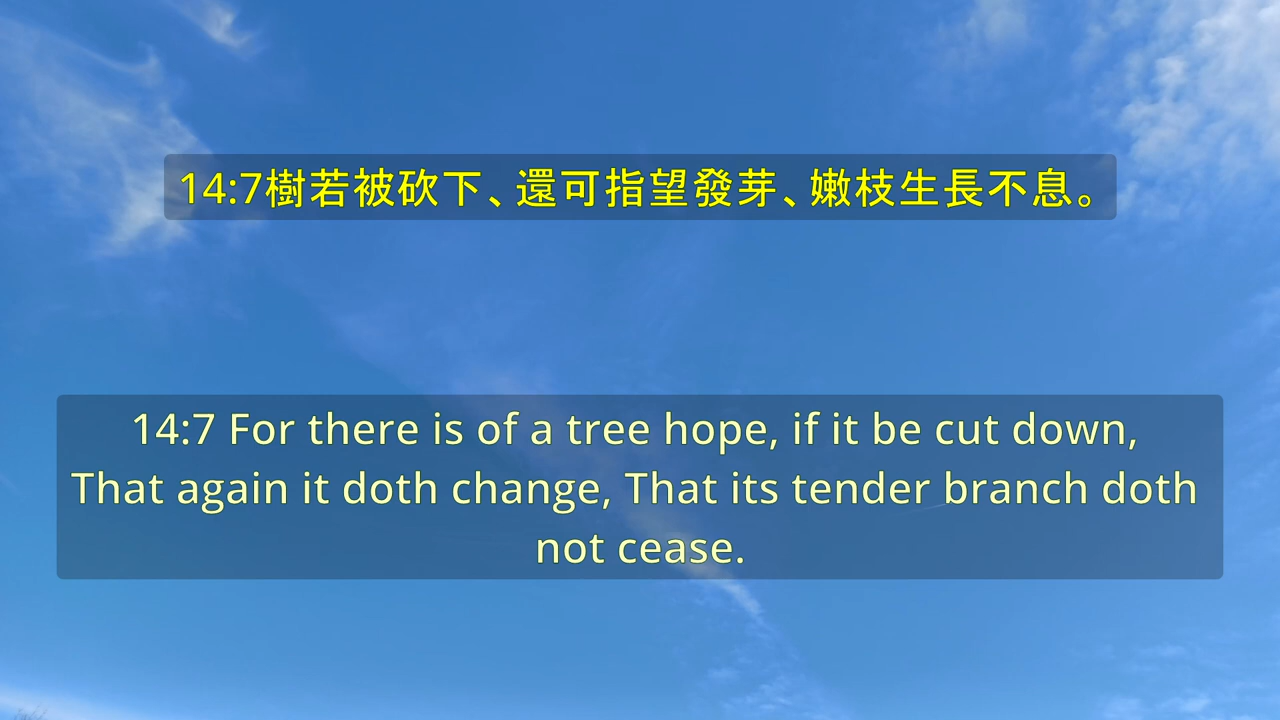 14:7樹若被砍下、還可指望發芽、嫩枝生長不息。
14:7 For there is of a tree hope, if it be cut down,
That again it doth change, That its tender branch doth
not cease.